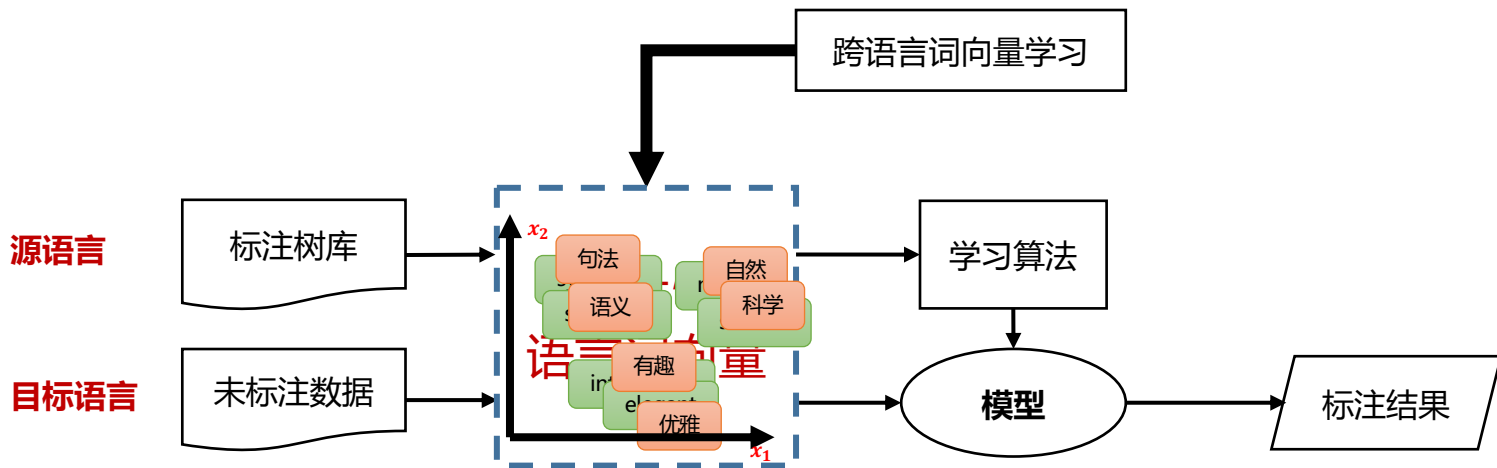 跨语言词向量学习
源语言
标注树库
x₂
句法
自然
语义
科学
学习算法
目标语言
未标注数据
有趣
优雅
x₁
模型
标注结果